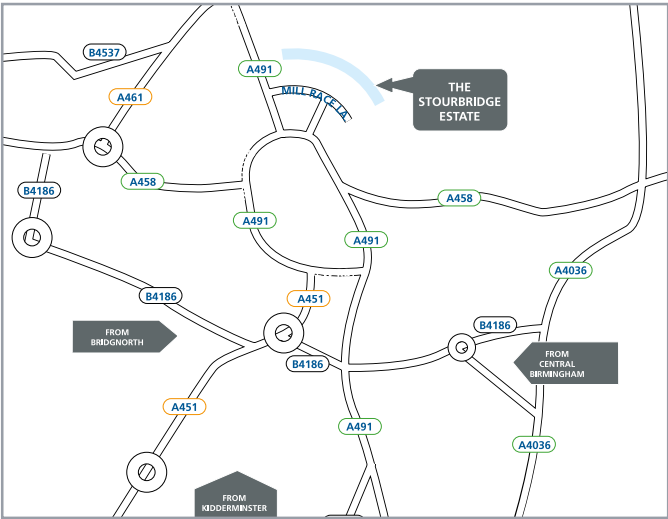 B4537
A491
A461
MILL RACE LA.
THE
STOURBRIDGE
ESTATE
A458
B4186
A458
A491
A491
A4036
B4186
A451
FROM
BRIDGNORTH
B4186
B4186
FROM
CENTRAL
BIRMINGHAM
A451
A491
A4036
FROM
KIDDERMINSTER